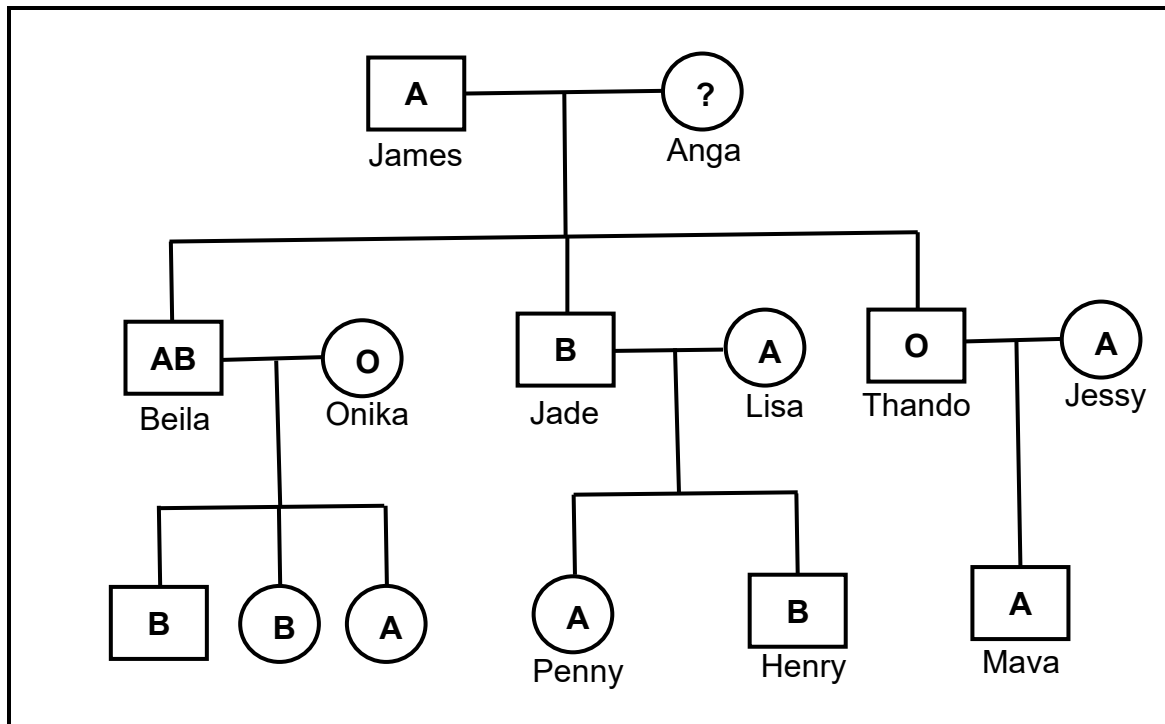 A
?
James
Anga
AB
O
B
A
O
A
Beila
Onika
Jade
Lisa
Thando
Jessy
B
B
A
A
B
A
Penny
Henry
Mava